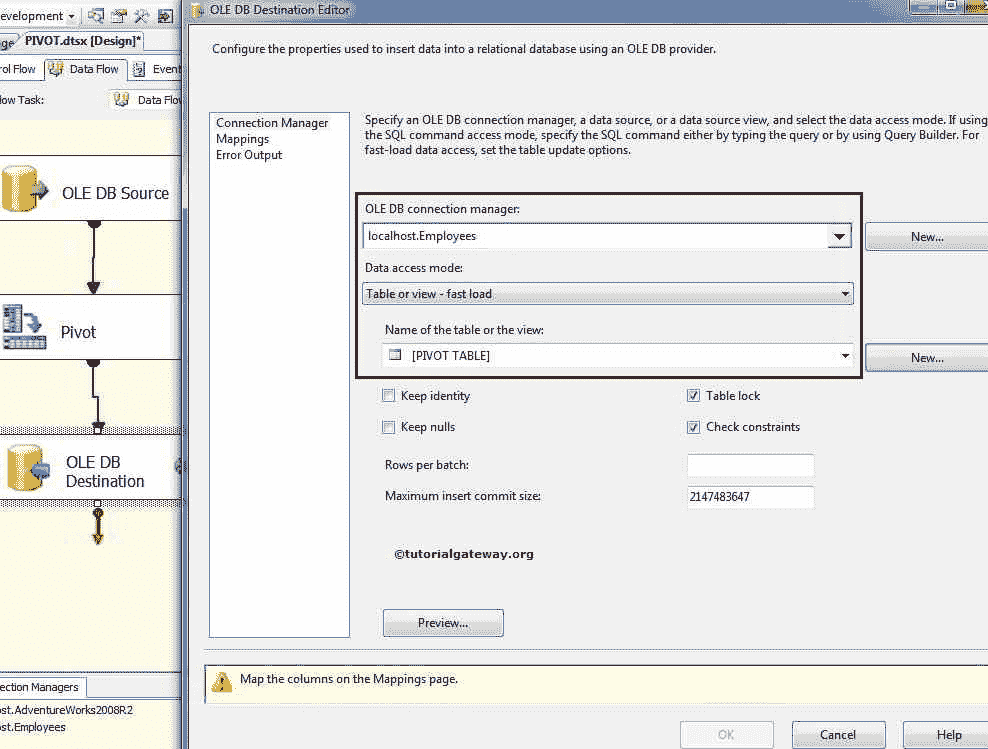 evelopment
OLE DB Destination Editor
ge
PIVOT.dtsx [Design]*
rol Flow
Data Flow
Event
ow Task:
Data Flow
OLE DB Source
Pivot
OLE DB
Destination
ection Managers
ost.AdventureWorks2008R2
ost.Employees
Configure the properties used to insert data into a relational database using an OLE DB provider.
Connection Manager
Mappings
Error Output
Specify an OLE DB connection manager, a data source, or a data source view, and select the data access mode. If using
the SQL command access mode, specify the SQL command either by typing the query or by using Query Builder. For
fast-load data access, set the table update options.
OLE DB connection manager:
localhost.Employees
New...
Data access mode:
Table or view - fast load
Name of the table or the view:
[PIVOT TABLE]
New...
Keep identity
Table lock
Keep nulls
Check constraints
Rows per batch:
Maximum insert commit size:
2147483647
©tutorialgateway.org
Preview...
Map the columns on the Mappings page.
OK
Cancel
Help